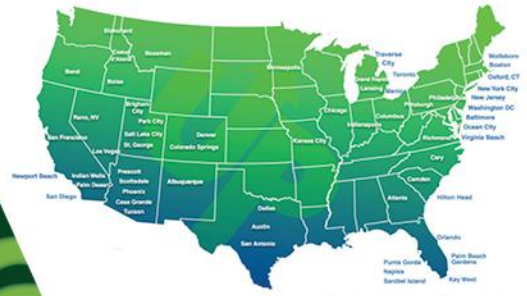 Traverse
City
Toronto
Wolfeboro
Boston
Oxford, CT
New York City
New Jersey
Washington DC
Baltimore
Ocean City
Virginia Beach
Bozeman
Bend
Boise
Minneapolis
Grand Rapids
Lansing
Chicago
Indianapolis
Columbus
Pittsburgh
Philadelphia
Richmond
Reno, NV
San Francisco
Las Vegas
Brigham
City
Park City
Salt Lake City
St. George
Denver
Colorado Springs
Kansas City
Cary
Camden
Atlanta
Hilton Head
Newport Beach
Indian Wells
Palm Desert
San Diego
Prescott
Scottsdale
Phoenix
Casa Grande
Tucson
Albuquerque
Dallas
Austin
San Antonio
Orlando
Palm Beach
Gardens
Punta Gorda
Naples
Sanibel Island
Key West